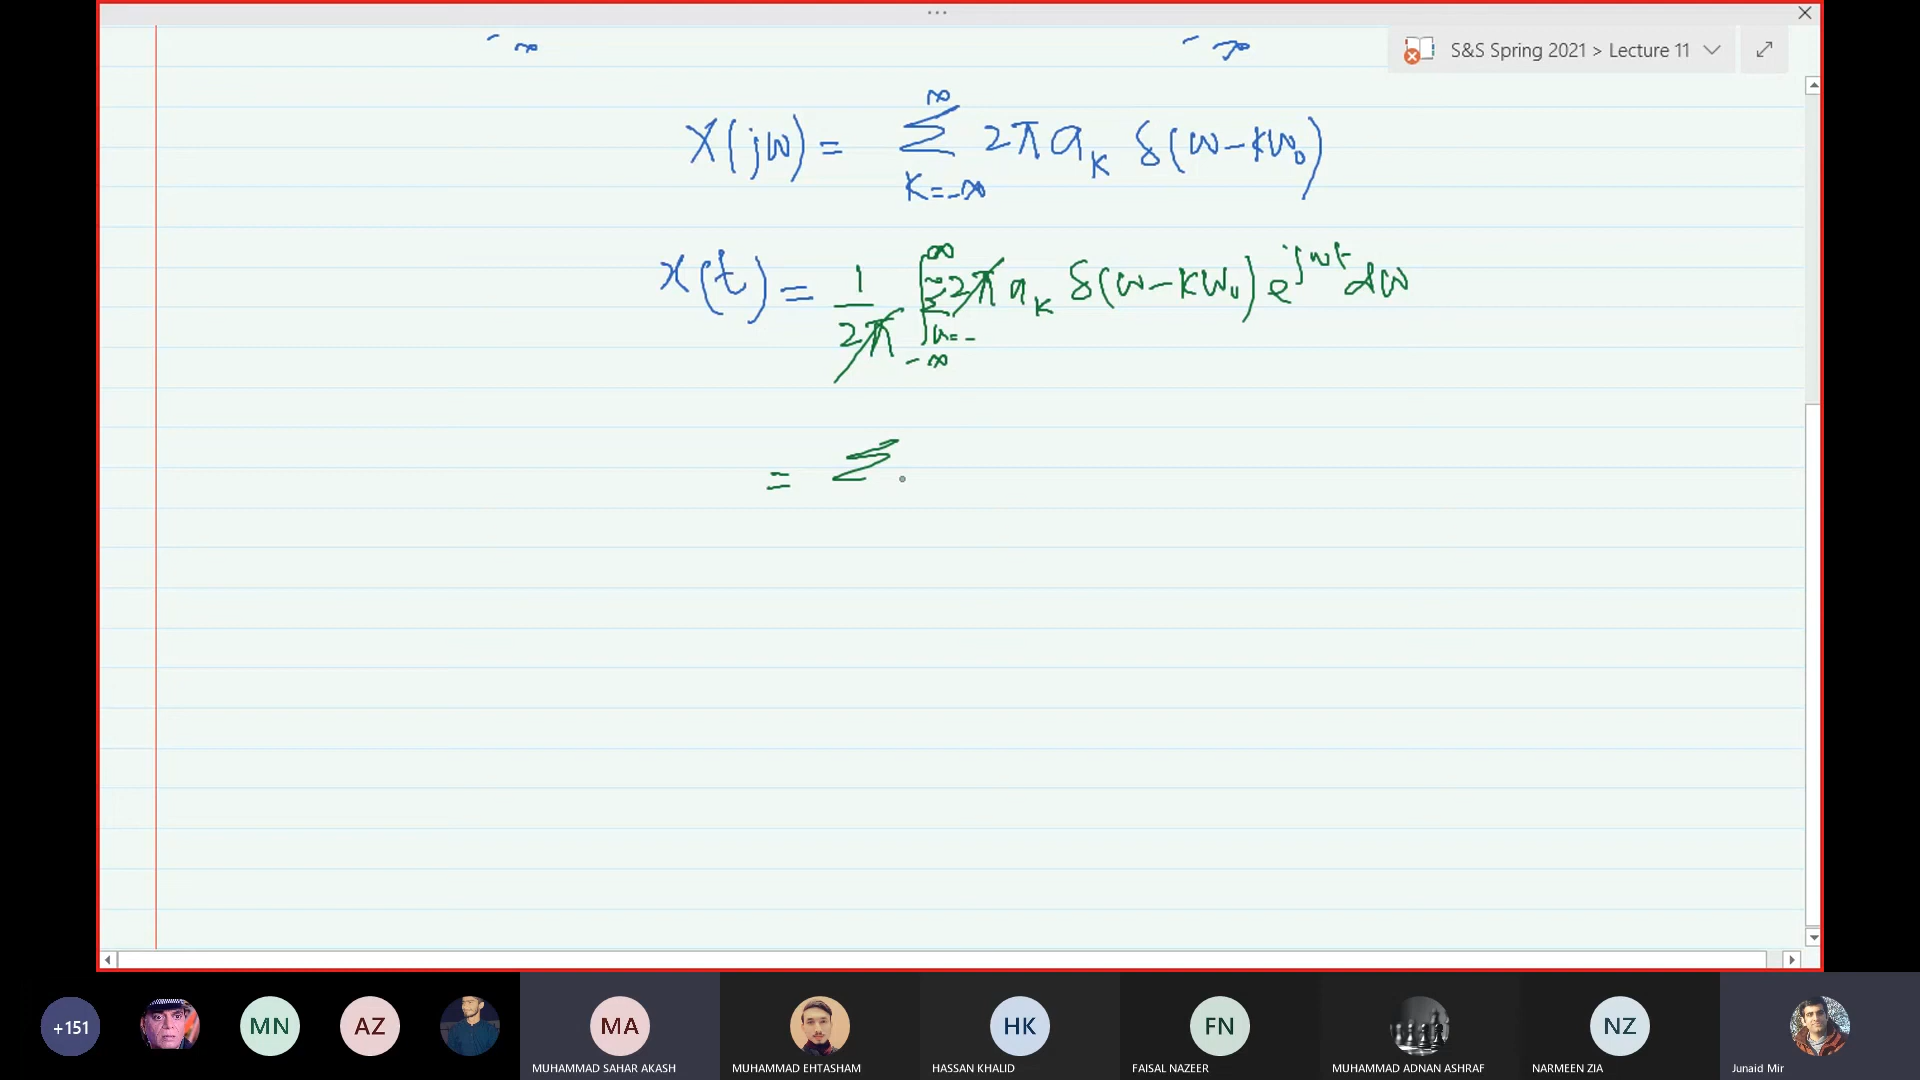 ...
S&S Spring 2021 > Lecture 11
-∞ -∞
X(jω) = ∞ Σ k=-∞ 2π a_k δ(ω-kω₀)
x(t) = 1/2π ∫ ∞ -∞ Σ 2π a_k δ(ω-kω₀) e^jωt dω
= Σ
+151
MN
AZ
MA
HK
FN
NZ
MUHAMMAD SAHAR AKASH
MUHAMMAD EHTASHAM
HASSAN KHALID
FAISAL NAZEER
MUHAMMAD ADNAN ASHRAF
NARMEEN ZIA
Junaid Mir